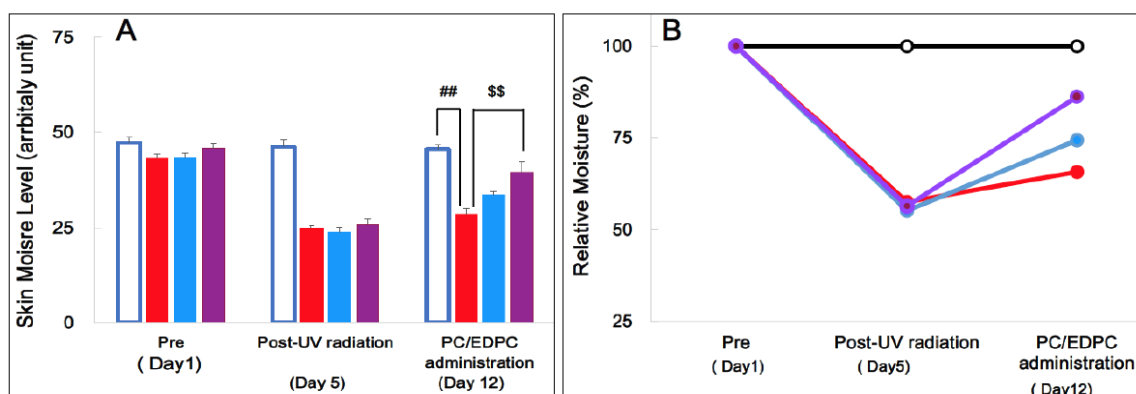 A
Skin Moisre Level (arrbitaly unit)
75
50
25
0
##
$$
Pre
( Day1)
Post-UV radiation
(Day 5)
PC/EDPC
administration
(Day 12)
B
Relative Moisture (%)
100
75
50
25
Pre
( Day1)
Post-UV radiation
( Day5)
PC/EDPC
administration
( Day12)